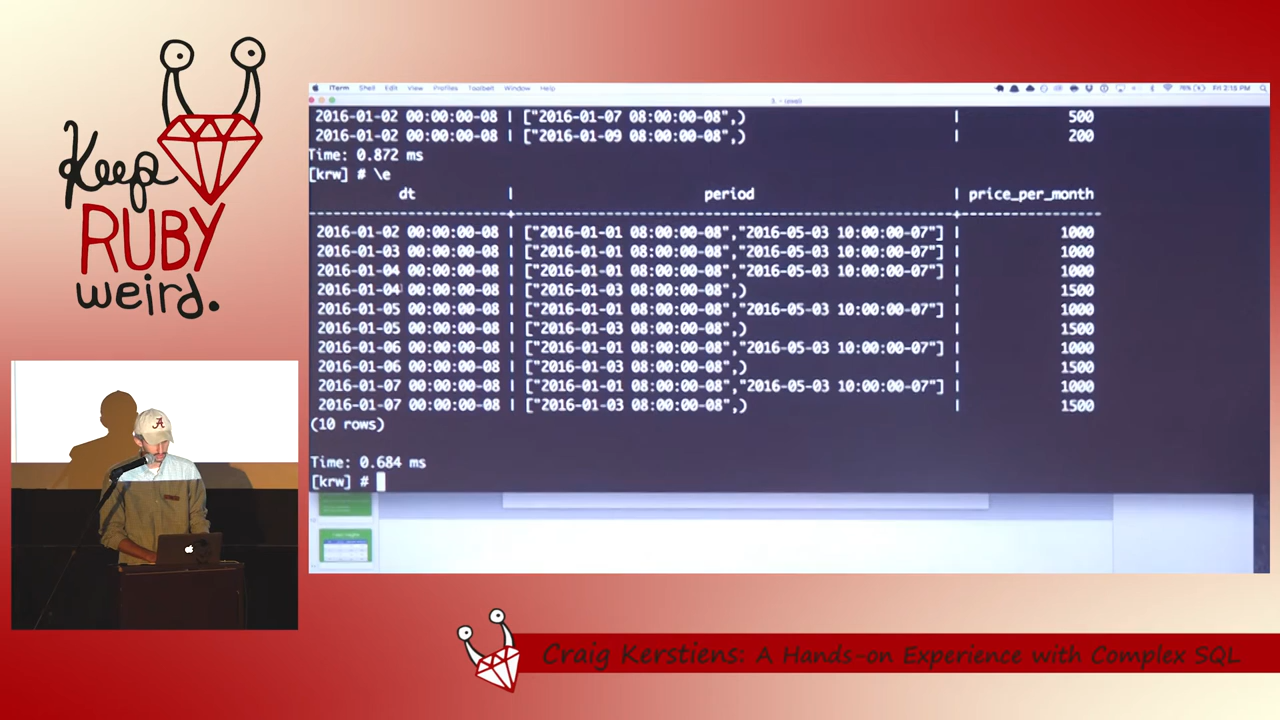 Keep
RUBY
weird.
iTerm Shell Edit View Profiles Toolbelt Window Help
Fri 2:15 PM
2016-01-02 00:00:00-08 | ["2016-01-07 08:00:00-08",) | 500
2016-01-02 00:00:00-08 | ["2016-01-09 08:00:00-08",) | 200
Time: 0.872 ms
[krw] # \e
dt | period | price_per_month
2016-01-02 00:00:00-08 | ["2016-01-01 08:00:00-08","2016-05-03 10:00:00-07"] | 1000
2016-01-03 00:00:00-08 | ["2016-01-01 08:00:00-08","2016-05-03 10:00:00-07"] | 1000
2016-01-04 00:00:00-08 | ["2016-01-01 08:00:00-08","2016-05-03 10:00:00-07"] | 1000
2016-01-04 00:00:00-08 | ["2016-01-03 08:00:00-08",) | 1500
2016-01-05 00:00:00-08 | ["2016-01-01 08:00:00-08","2016-05-03 10:00:00-07"] | 1000
2016-01-05 00:00:00-08 | ["2016-01-03 08:00:00-08",) | 1500
2016-01-06 00:00:00-08 | ["2016-01-01 08:00:00-08","2016-05-03 10:00:00-07"] | 1000
2016-01-06 00:00:00-08 | ["2016-01-03 08:00:00-08",) | 1500
2016-01-07 00:00:00-08 | ["2016-01-01 08:00:00-08","2016-05-03 10:00:00-07"] | 1000
2016-01-07 00:00:00-08 | ["2016-01-03 08:00:00-08",) | 1500
(10 rows)
Time: 0.684 ms
[krw] #
A
Craig Kerstiens: A Hands-on Experience with Complex SQL